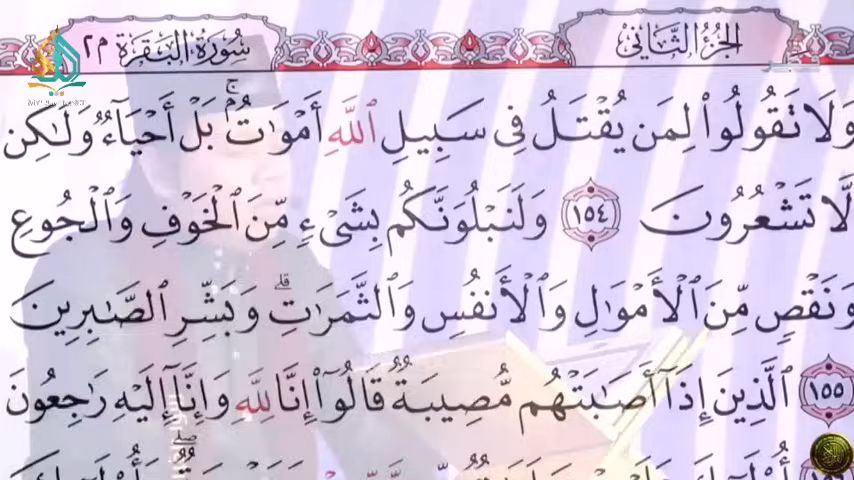 الجزء الثاني
سورة البقرة م٢
وَلَا تَقُولُوا۟ لِمَن يُقْتَلُ فِى سَبِيلِ ٱللَّهِ أَمْوَٰتٌۢ ۚ بَلْ أَحْيَآءٌ وَلَٰكِن
لَّا تَشْعُرُونَ ١٥٤ وَلَنَبْلُوَنَّكُم بِشَىْءٍ مِّنَ ٱلْخَوْفِ وَٱلْجُوعِ
وَنَقْصٍ مِّنَ ٱلْأَمْوَٰلِ وَٱلْأَنفُسِ وَٱلثَّمَرَٰتِ ۗ وَبَشِّرِ ٱلصَّٰبِرِينَ
١٥٥ ٱلَّذِينَ إِذَآ أَصَٰبَتْهُم مُّصِيبَةٌ قَالُوٓا۟ إِنَّا لِلَّهِ وَإِنَّآ إِلَيْهِ رَٰجِعُونَ